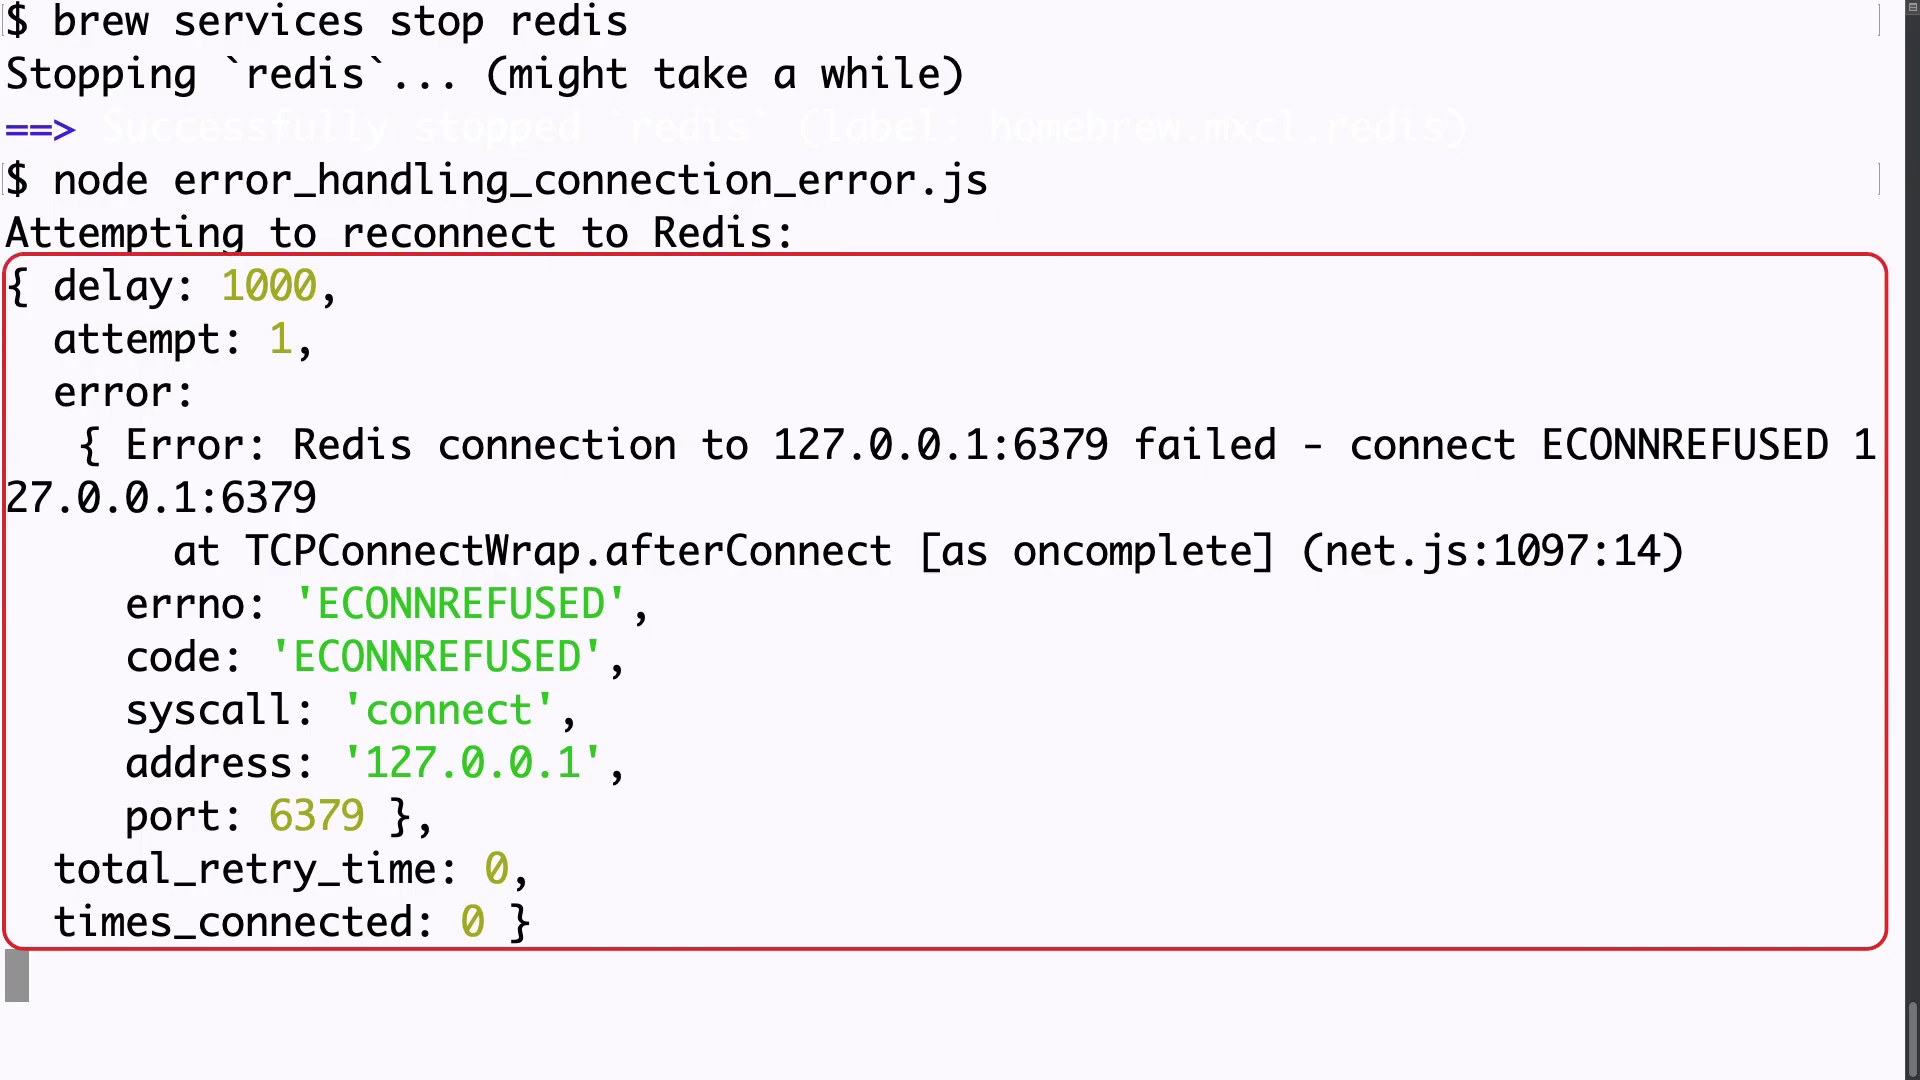 $ brew services stop redis
Stopping `redis`... (might take a while)
==> Successfully stopped `redis` (label: homebrew.mxcl.redis)
$ node error_handling_connection_error.js
Attempting to reconnect to Redis:
{ delay: 1000,
  attempt: 1,
  error:
   { Error: Redis connection to 127.0.0.1:6379 failed - connect ECONNREFUSED 1
27.0.0.1:6379
       at TCPConnectWrap.afterConnect [as oncomplete] (net.js:1097:14)
     errno: 'ECONNREFUSED',
     code: 'ECONNREFUSED',
     syscall: 'connect',
     address: '127.0.0.1',
     port: 6379 },
  total_retry_time: 0,
  times_connected: 0 }